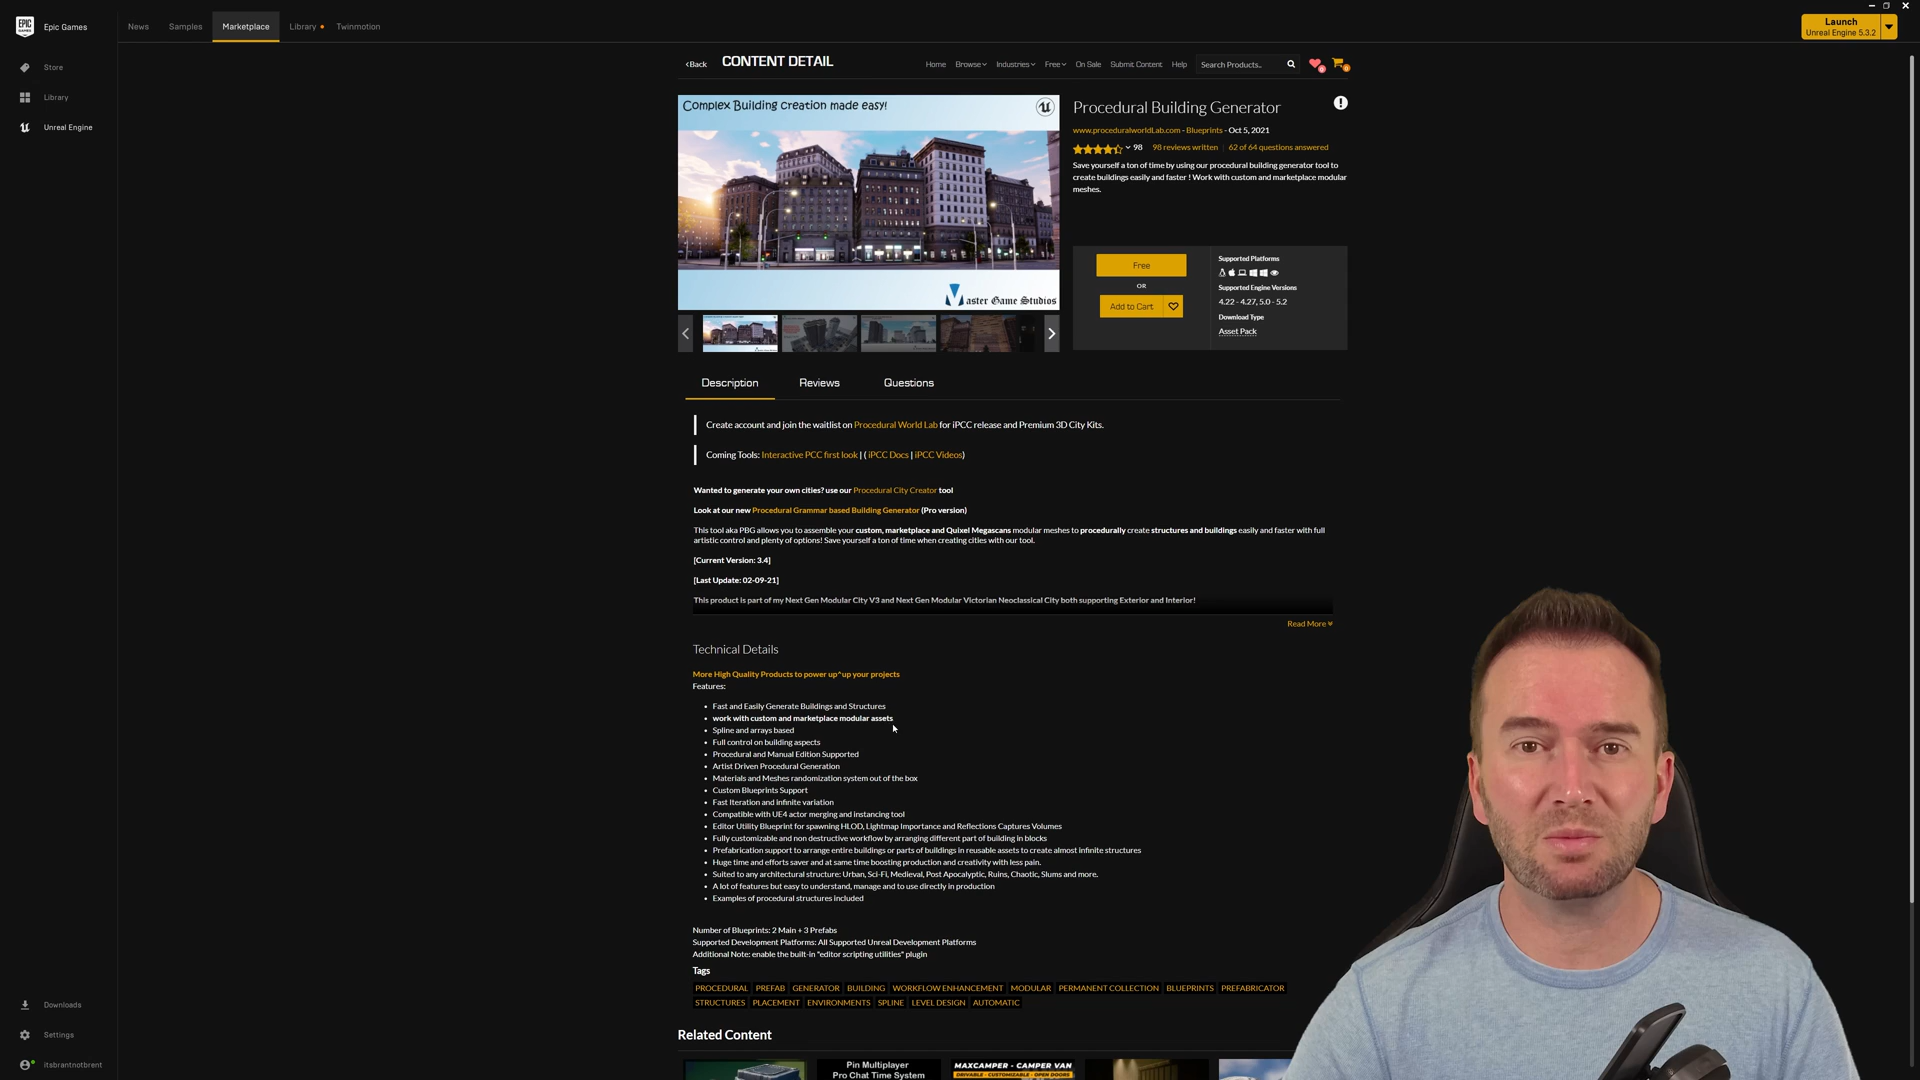 EPIC GAMES
Epic Games
News
Samples
Marketplace
Library
Twinmotion
Launch
Unreal Engine 5.3.2
Store
Library
Unreal Engine
Downloads
Settings
itsbrantnotbrent
<Back
CONTENT DETAIL
Home
Browse
Industries
Free
On Sale
Submit Content
Help
Search Products..
0
0
Complex Building creation made easy!
Master Game Studios
Procedural Building Generator
www.proceduralworldLab.com - Blueprints - Oct 5, 2021
98
98 reviews written
62 of 64 questions answered
Save yourself a ton of time by using our procedural building generator tool to
create buildings easily and faster ! Work with custom and marketplace modular
meshes.
Free
OR
Add to Cart
Supported Platforms
Supported Engine Versions
4.22 - 4.27, 5.0 - 5.2
Download Type
Asset Pack
Description
Reviews
Questions
Create account and join the waitlist on Procedural World Lab for iPCC release and Premium 3D City Kits.
Coming Tools: Interactive PCC first look | ( iPCC Docs | iPCC Videos)
Wanted to generate your own cities? use our Procedural City Creator tool
Look at our new Procedural Grammar based Building Generator (Pro version)
This tool aka PBG allows you to assemble your custom, marketplace and Quixel Megascans modular meshes to procedurally create structures and buildings easily and faster with full
artistic control and plenty of options! Save yourself a ton of time when creating cities with our tool.
[Current Version: 3.4]
[Last Update: 02-09-21]
This product is part of my Next Gen Modular City V3 and Next Gen Modular Victorian Neoclassical City both supporting Exterior and Interior!
Read More
Technical Details
More High Quality Products to power up^up your projects
Features:
• Fast and Easily Generate Buildings and Structures
• work with custom and marketplace modular assets
• Spline and arrays based
• Full control on building aspects
• Procedural and Manual Edition Supported
• Artist Driven Procedural Generation
• Materials and Meshes randomization system out of the box
• Custom Blueprints Support
• Fast Iteration and infinite variation
• Compatible with UE4 actor merging and instancing tool
• Editor Utility Blueprint for spawning HLOD, Lightmap Importance and Reflections Captures Volumes
• Fully customizable and non destructive workflow by arranging different part of building in blocks
• Prefabrication support to arrange entire buildings or parts of buildings in reusable assets to create almost infinite structures
• Huge time and efforts saver and at same time boosting production and creativity with less pain.
• Suited to any architectural structure: Urban, Sci-Fi, Medieval, Post Apocalyptic, Ruins, Chaotic, Slums and more.
• A lot of features but easy to understand, manage and to use directly in production
• Examples of procedural structures included
Number of Blueprints: 2 Main + 3 Prefabs
Supported Development Platforms: All Supported Unreal Development Platforms
Additional Note: enable the built-in "editor scripting utilities" plugin
Tags
PROCEDURAL PREFAB GENERATOR BUILDING WORKFLOW ENHANCEMENT MODULAR PERMANENT COLLECTION BLUEPRINTS PREFABRICATOR
STRUCTURES PLACEMENT ENVIRONMENTS SPLINE LEVEL DESIGN AUTOMATIC
Related Content
Pin Multiplayer
Pro Chat Time System
MAXCAMPER - CAMPER VAN
DRIVABLE - CUSTOMIZABLE - OPEN DOORS